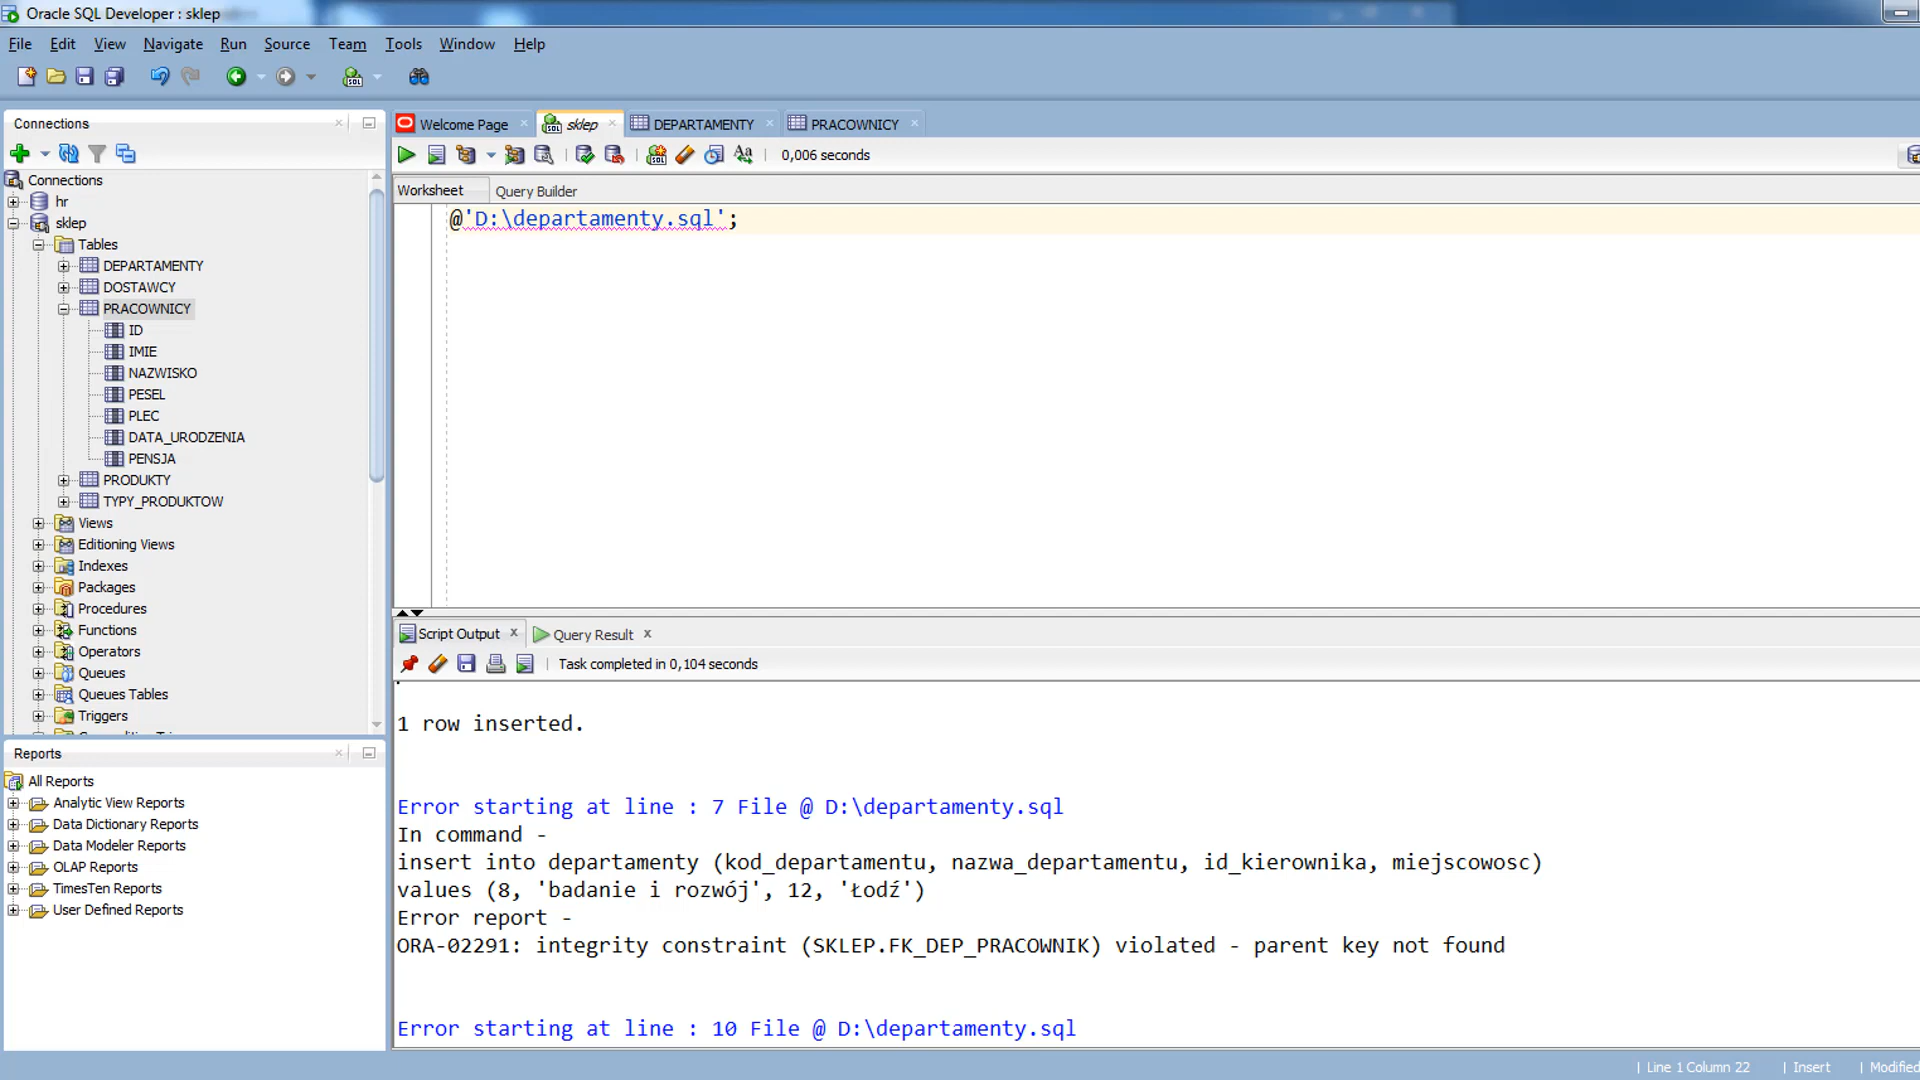 Oracle SQL Developer : sklep
File Edit View Navigate Run Source Team Tools Window Help
Connections
Connections
hr
sklep
Tables
DEPARTAMENTY
DOSTAWCY
PRACOWNICY
ID
IMIE
NAZWISKO
PESEL
PLEC
DATA_URODZENIA
PENSJA
PRODUKTY
TYPY_PRODUKTOW
Views
Editioning Views
Indexes
Packages
Procedures
Functions
Operators
Queues
Queues Tables
Triggers
Reports
All Reports
Analytic View Reports
Data Dictionary Reports
Data Modeler Reports
OLAP Reports
TimesTen Reports
User Defined Reports
Welcome Page sklep DEPARTAMENTY PRACOWNICY
0,006 seconds
Worksheet Query Builder
@'D:\departamenty.sql';
Script Output Query Result
Task completed in 0,104 seconds
1 row inserted.
Error starting at line : 7 File @ D:\departamenty.sql
In command -
insert into departamenty (kod_departamentu, nazwa_departamentu, id_kierownika, miejscowosc)
values (8, 'badanie i rozwój', 12, 'Łodź')
Error report -
ORA-02291: integrity constraint (SKLEP.FK_DEP_PRACOWNIK) violated - parent key not found
Error starting at line : 10 File @ D:\departamenty.sql
Line 1 Column 22 Insert Modified